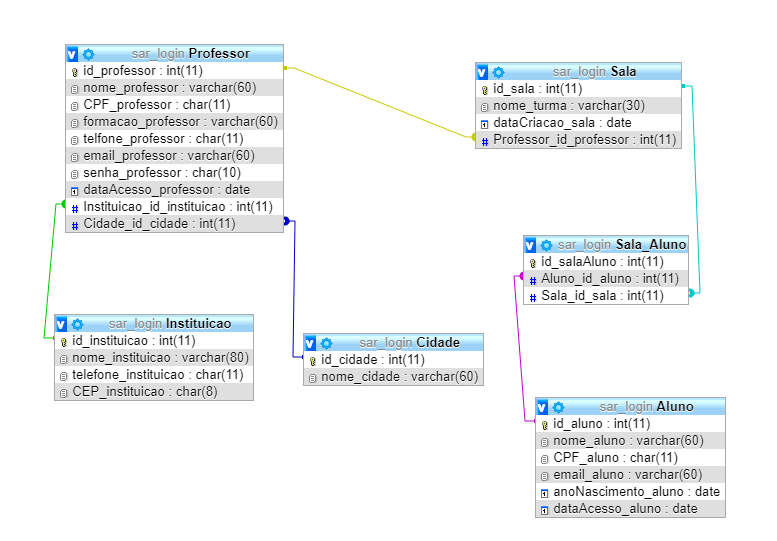 sar_login Professor
id_professor : int(11)
nome_professor : varchar(60)
CPF_professor : char(11)
formacao_professor : varchar(60)
telfone_professor : char(11)
email_professor : varchar(60)
senha_professor : char(10)
dataAcesso_professor : date
# Instituicao_id_instituicao : int(11)
# Cidade_id_cidade : int(11)
sar_login Sala
id_sala : int(11)
nome_turma : varchar(30)
dataCriacao_sala : date
# Professor_id_professor : int(11)
sar_login Sala_Aluno
id_salaAluno : int(11)
# Aluno_id_aluno : int(11)
# Sala_id_sala : int(11)
sar_login Instituicao
id_instituicao : int(11)
nome_instituicao : varchar(80)
telefone_instituicao : char(11)
CEP_instituicao : char(8)
sar_login Cidade
id_cidade : int(11)
nome_cidade : varchar(60)
sar_login Aluno
id_aluno : int(11)
nome_aluno : varchar(60)
CPF_aluno : char(11)
email_aluno : varchar(60)
anoNascimento_aluno : date
dataAcesso_aluno : date